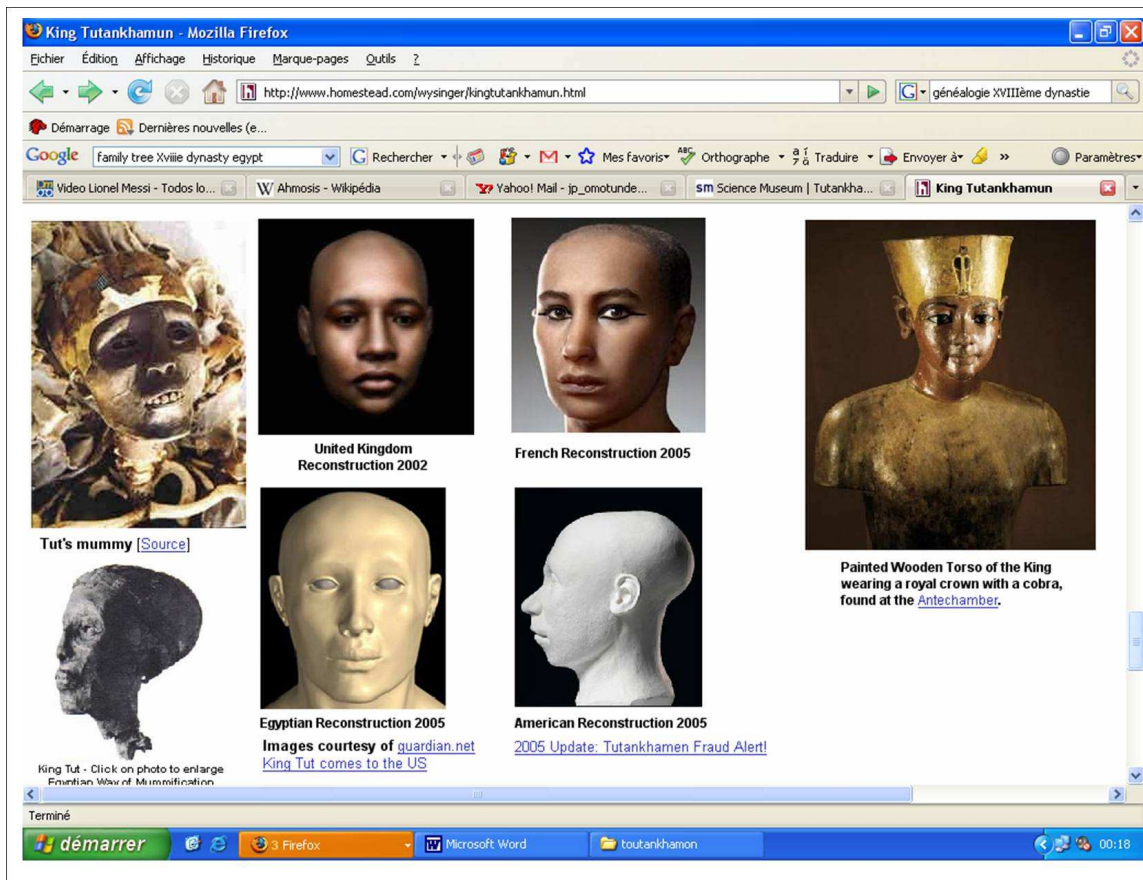 King Tutankhamun - Mozilla Firefox
Fichier Édition Affichage Historique Marque-pages Outils ?
http://www.homestead.com/wysinger/kingtutankhamun.html
G généalogie XVIIIème dynastie
Démarrage Dernières nouvelles (e...
Google family tree Xviiie dynasty egypt G Rechercher Mes favoris ABC Orthographe Traduire Envoyer à » Paramètres
Video Lionel Messi - Todos lo... W Ahmosis - Wikipédia Y! Yahoo! Mail - jp_omotunde... sm Science Museum | Tutankha... King Tutankhamun
United Kingdom
Reconstruction 2002
French Reconstruction 2005
Tut's mummy [Source]
Painted Wooden Torso of the King
wearing a royal crown with a cobra,
found at the Antechamber.
Egyptian Reconstruction 2005
Images courtesy of guardian.net
King Tut comes to the US
American Reconstruction 2005
2005 Update: Tutankhamen Fraud Alert!
King Tut - Click on photo to enlarge
Egyptian Way of Mummification
Terminé
démarrer 3 Firefox W Microsoft Word toutankhamon 00:18